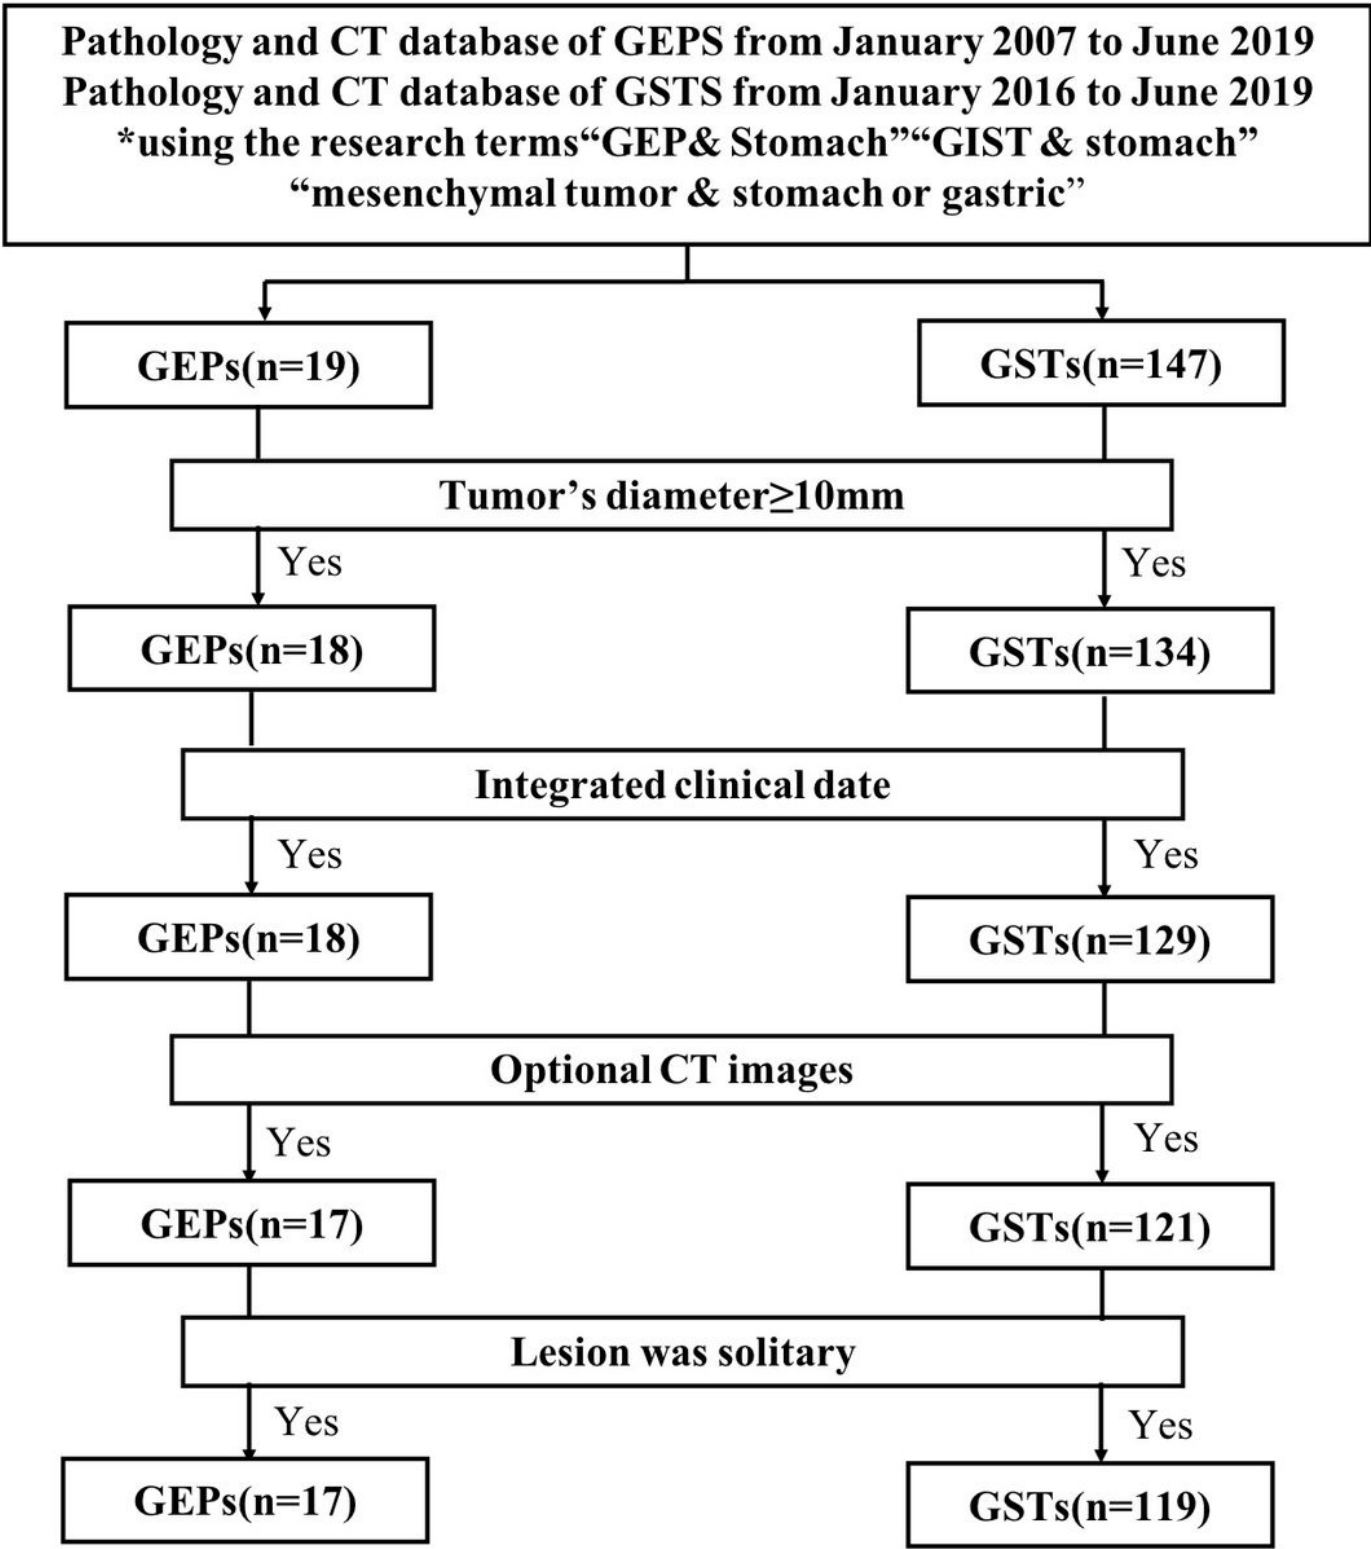 Pathology and CT database of GEPS from January 2007 to June 2019
Pathology and CT database of GSTS from January 2016 to June 2019
*using the research terms“GEP& Stomach”“GIST & stomach”
“mesenchymal tumor & stomach or gastric”
GEPs(n=19)
GSTs(n=147)
Tumor’s diameter≥10mm
Yes
Yes
GEPs(n=18)
GSTs(n=134)
Integrated clinical date
Yes
Yes
GEPs(n=18)
GSTs(n=129)
Optional CT images
Yes
Yes
GEPs(n=17)
GSTs(n=121)
Lesion was solitary
Yes
Yes
GEPs(n=17)
GSTs(n=119)